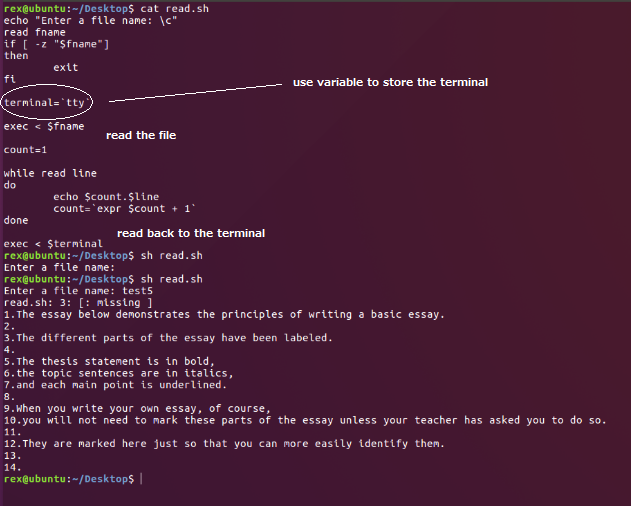 rex@ubuntu:~/Desktop$ cat read.sh
echo "Enter a file name: \c"
read fname
if [ -z "$fname"]
then
        exit
fi
use variable to store the terminal
terminal=`tty`
exec < $fname
read the file
count=1
while read line
do
        echo $count.$line
        count=`expr $count + 1`
done
read back to the terminal
exec < $terminal
rex@ubuntu:~/Desktop$ sh read.sh
Enter a file name:
rex@ubuntu:~/Desktop$ sh read.sh
Enter a file name: test5
read.sh: 3: [: missing ]
1.The essay below demonstrates the principles of writing a basic essay.
2.
3.The different parts of the essay have been labeled.
4.
5.The thesis statement is in bold,
6.the topic sentences are in italics,
7.and each main point is underlined.
8.
9.When you write your own essay, of course,
10.you will not need to mark these parts of the essay unless your teacher has asked you to do so.
11.
12.They are marked here just so that you can more easily identify them.
13.
14.
rex@ubuntu:~/Desktop$